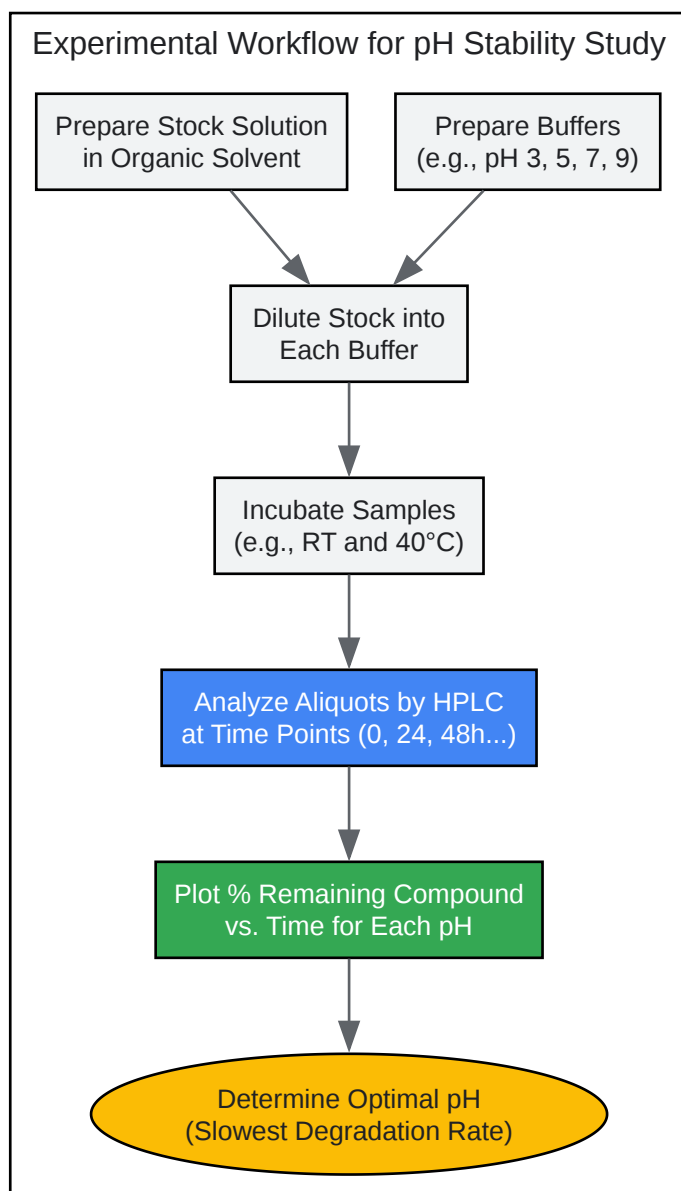 Experimental Workflow for pH Stability Study
Prepare Stock Solution
in Organic Solvent
Prepare Buffers
(e.g., pH 3, 5, 7, 9)
Dilute Stock into
Each Buffer
Incubate Samples
(e.g., RT and 40°C)
Analyze Aliquots by HPLC
at Time Points (0, 24, 48h...)
Plot % Remaining Compound
vs. Time for Each pH
Determine Optimal pH
(Slowest Degradation Rate)